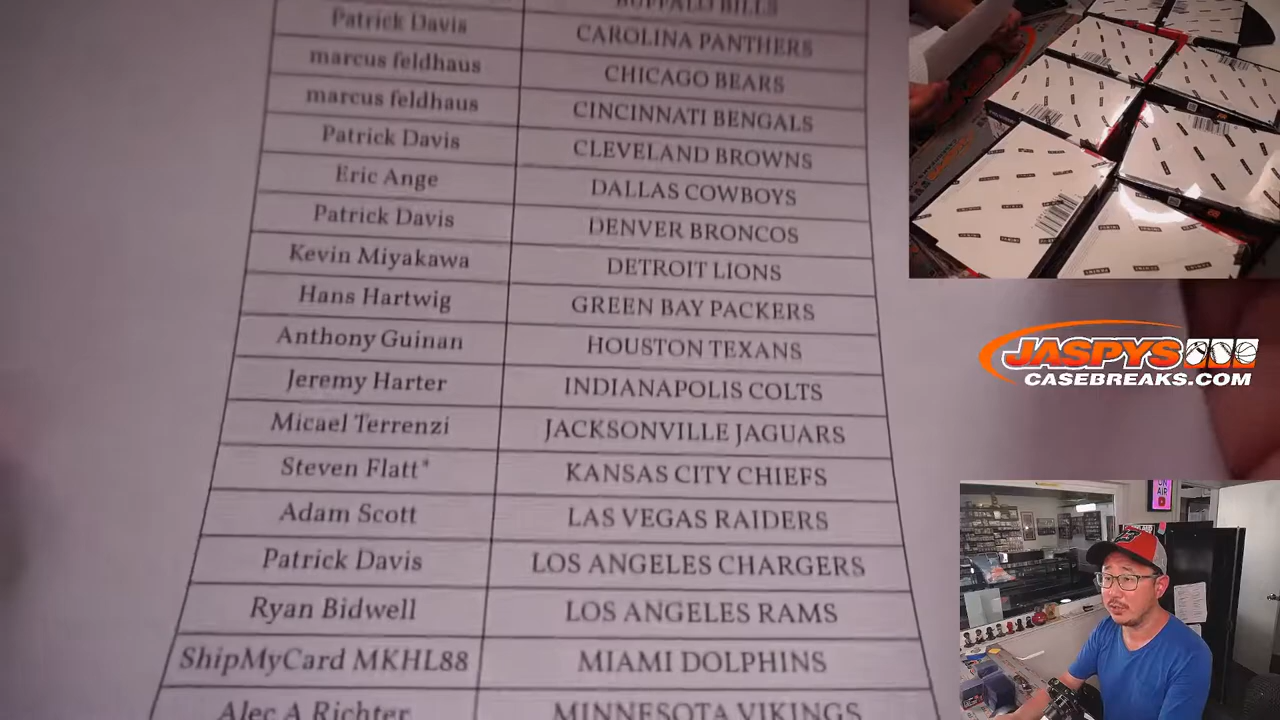 BUFFALO BILLS
Patrick Davis CAROLINA PANTHERS
marcus feldhaus CHICAGO BEARS
marcus feldhaus CINCINNATI BENGALS
Patrick Davis CLEVELAND BROWNS
Eric Ange DALLAS COWBOYS
Patrick Davis DENVER BRONCOS
Kevin Miyakawa DETROIT LIONS
Hans Hartwig GREEN BAY PACKERS
Anthony Guinan HOUSTON TEXANS
Jeremy Harter INDIANAPOLIS COLTS
Micael Terrenzi JACKSONVILLE JAGUARS
Steven Flatt* KANSAS CITY CHIEFS
Adam Scott LAS VEGAS RAIDERS
Patrick Davis LOS ANGELES CHARGERS
Ryan Bidwell LOS ANGELES RAMS
ShipMyCard MKHL88 MIAMI DOLPHINS
Alec A Richter MINNESOTA VIKINGS
JASPYS
CASEBREAKS.COM
ON
AIR